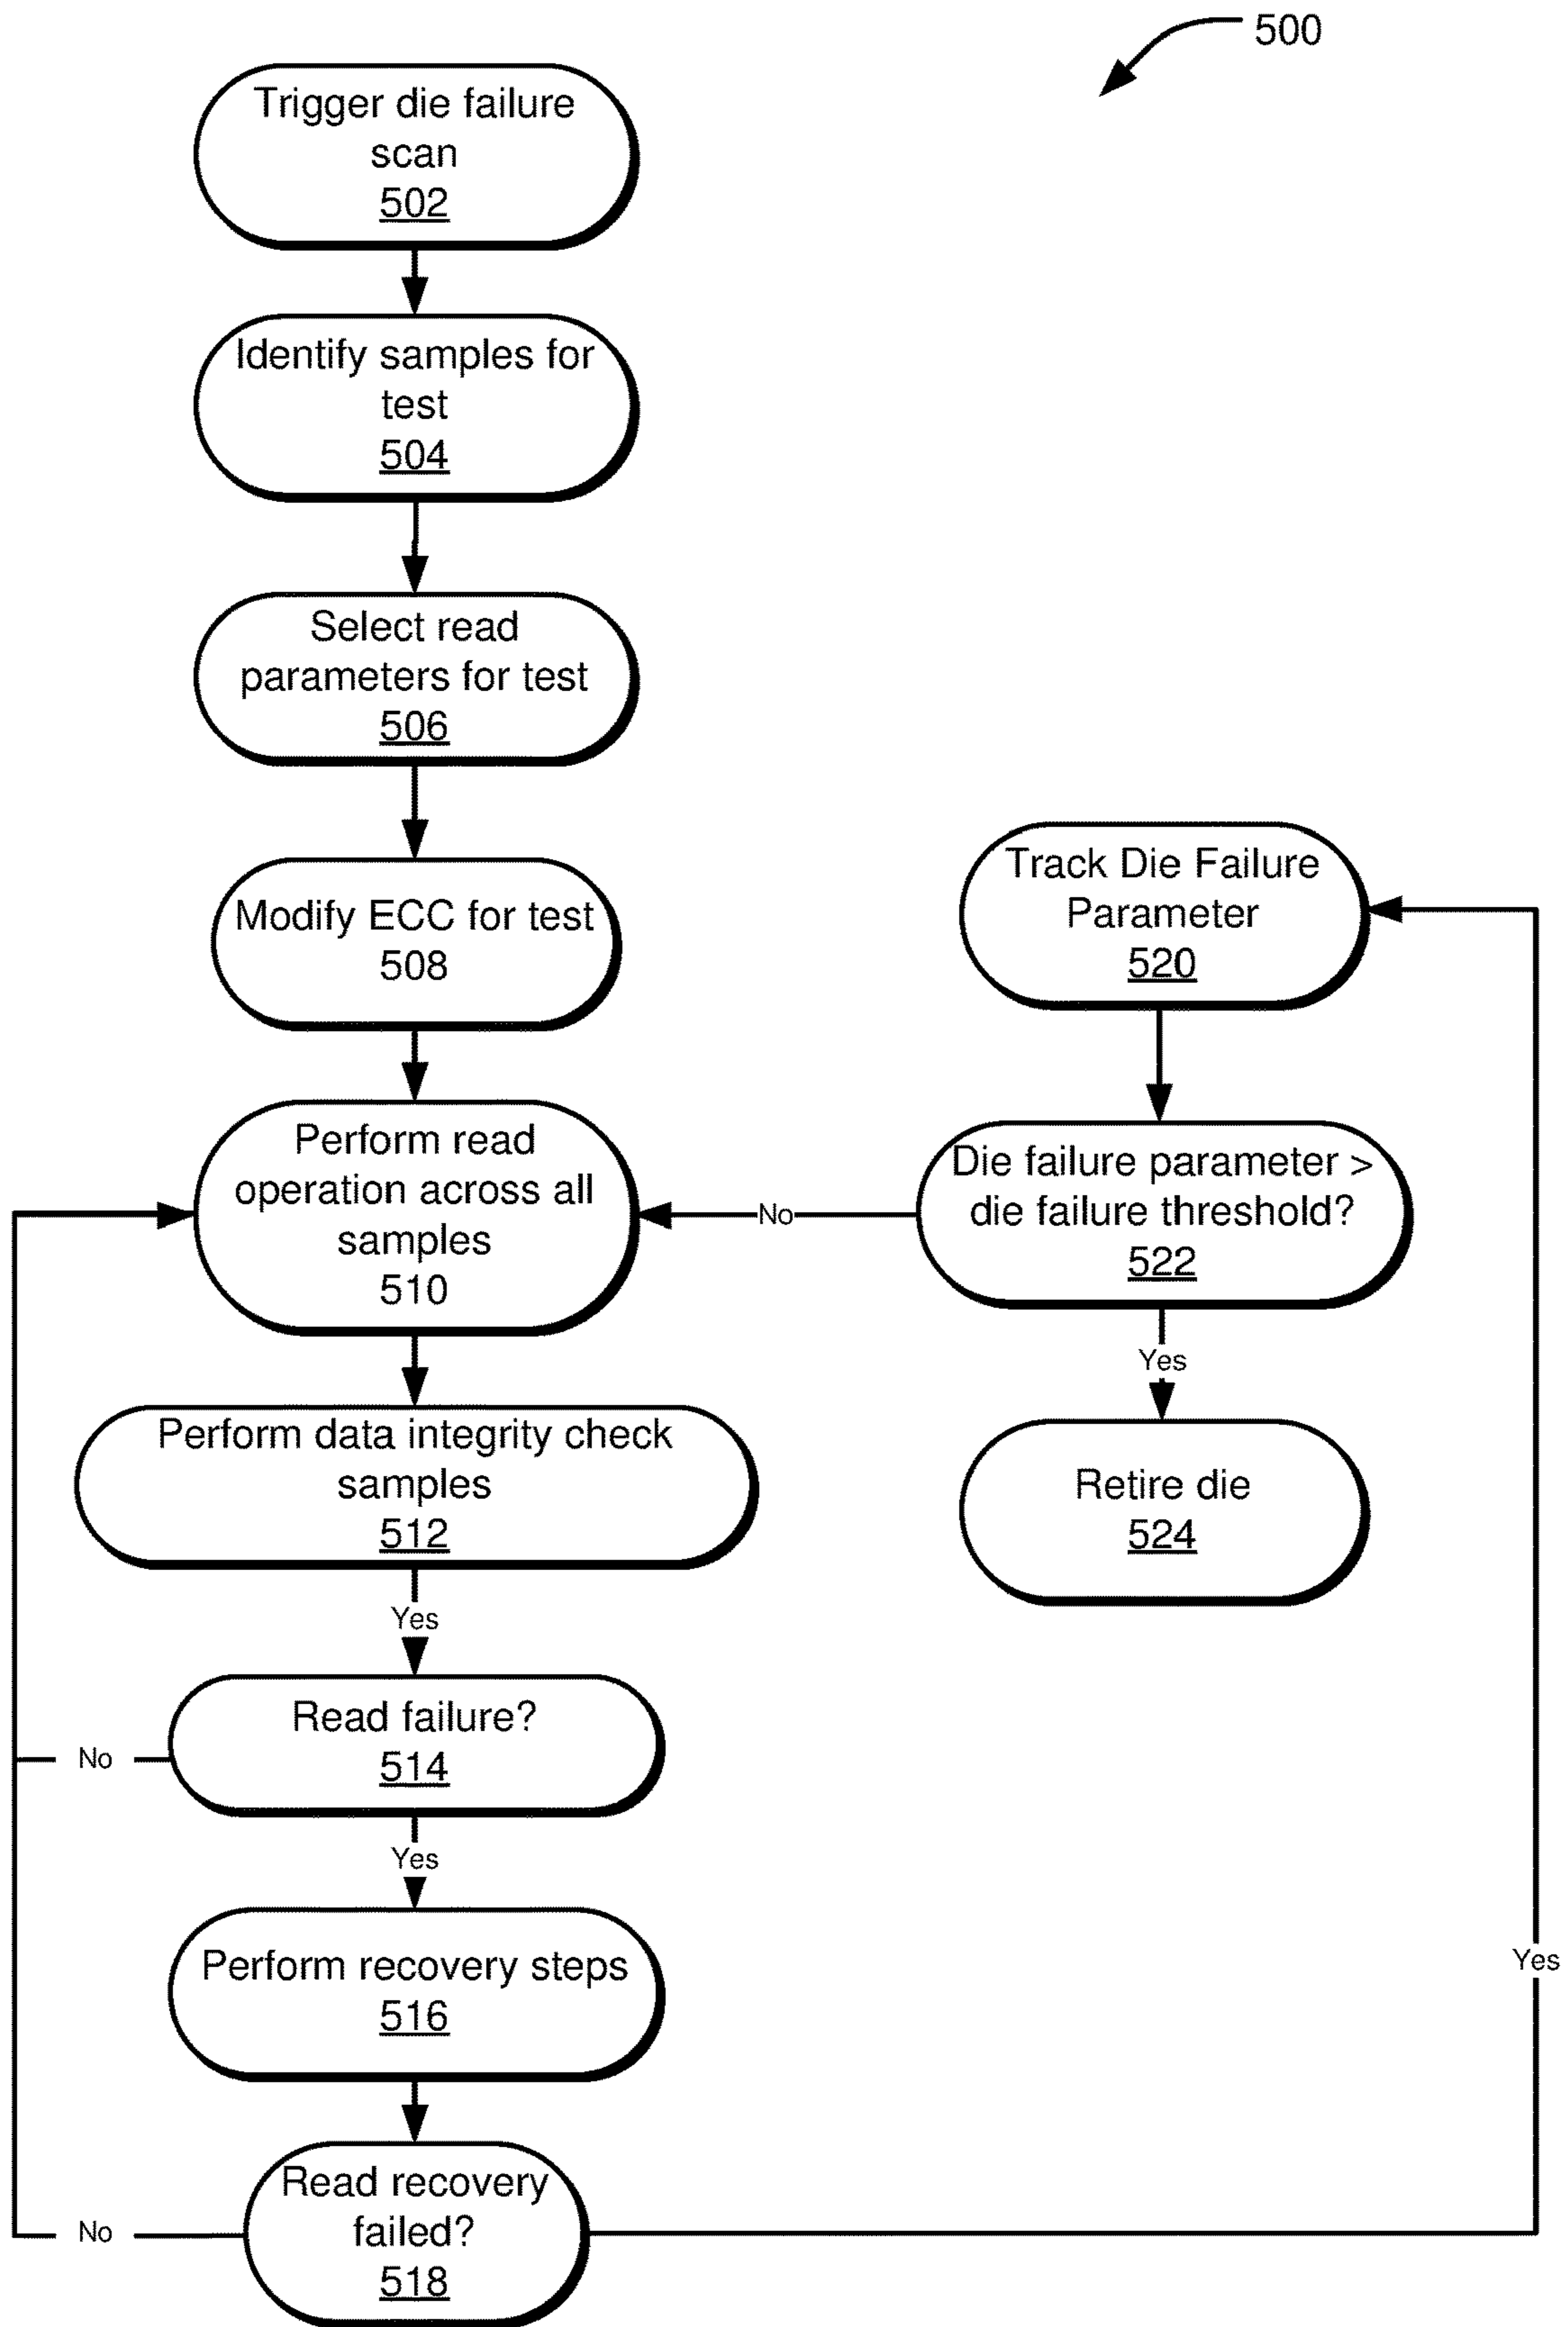 500
Trigger die failure
scan
502
Identify samples for
test
504
Select read
parameters for test
506
Modify ECC for test
508
Perform read
operation across all
samples
510
Perform data integrity check
samples
512
Yes
Read failure?
514
No
Yes
Perform recovery steps
516
Read recovery
failed?
518
No
Yes
Track Die Failure
Parameter
520
Die failure parameter >
die failure threshold?
522
No
Yes
Retire die
524